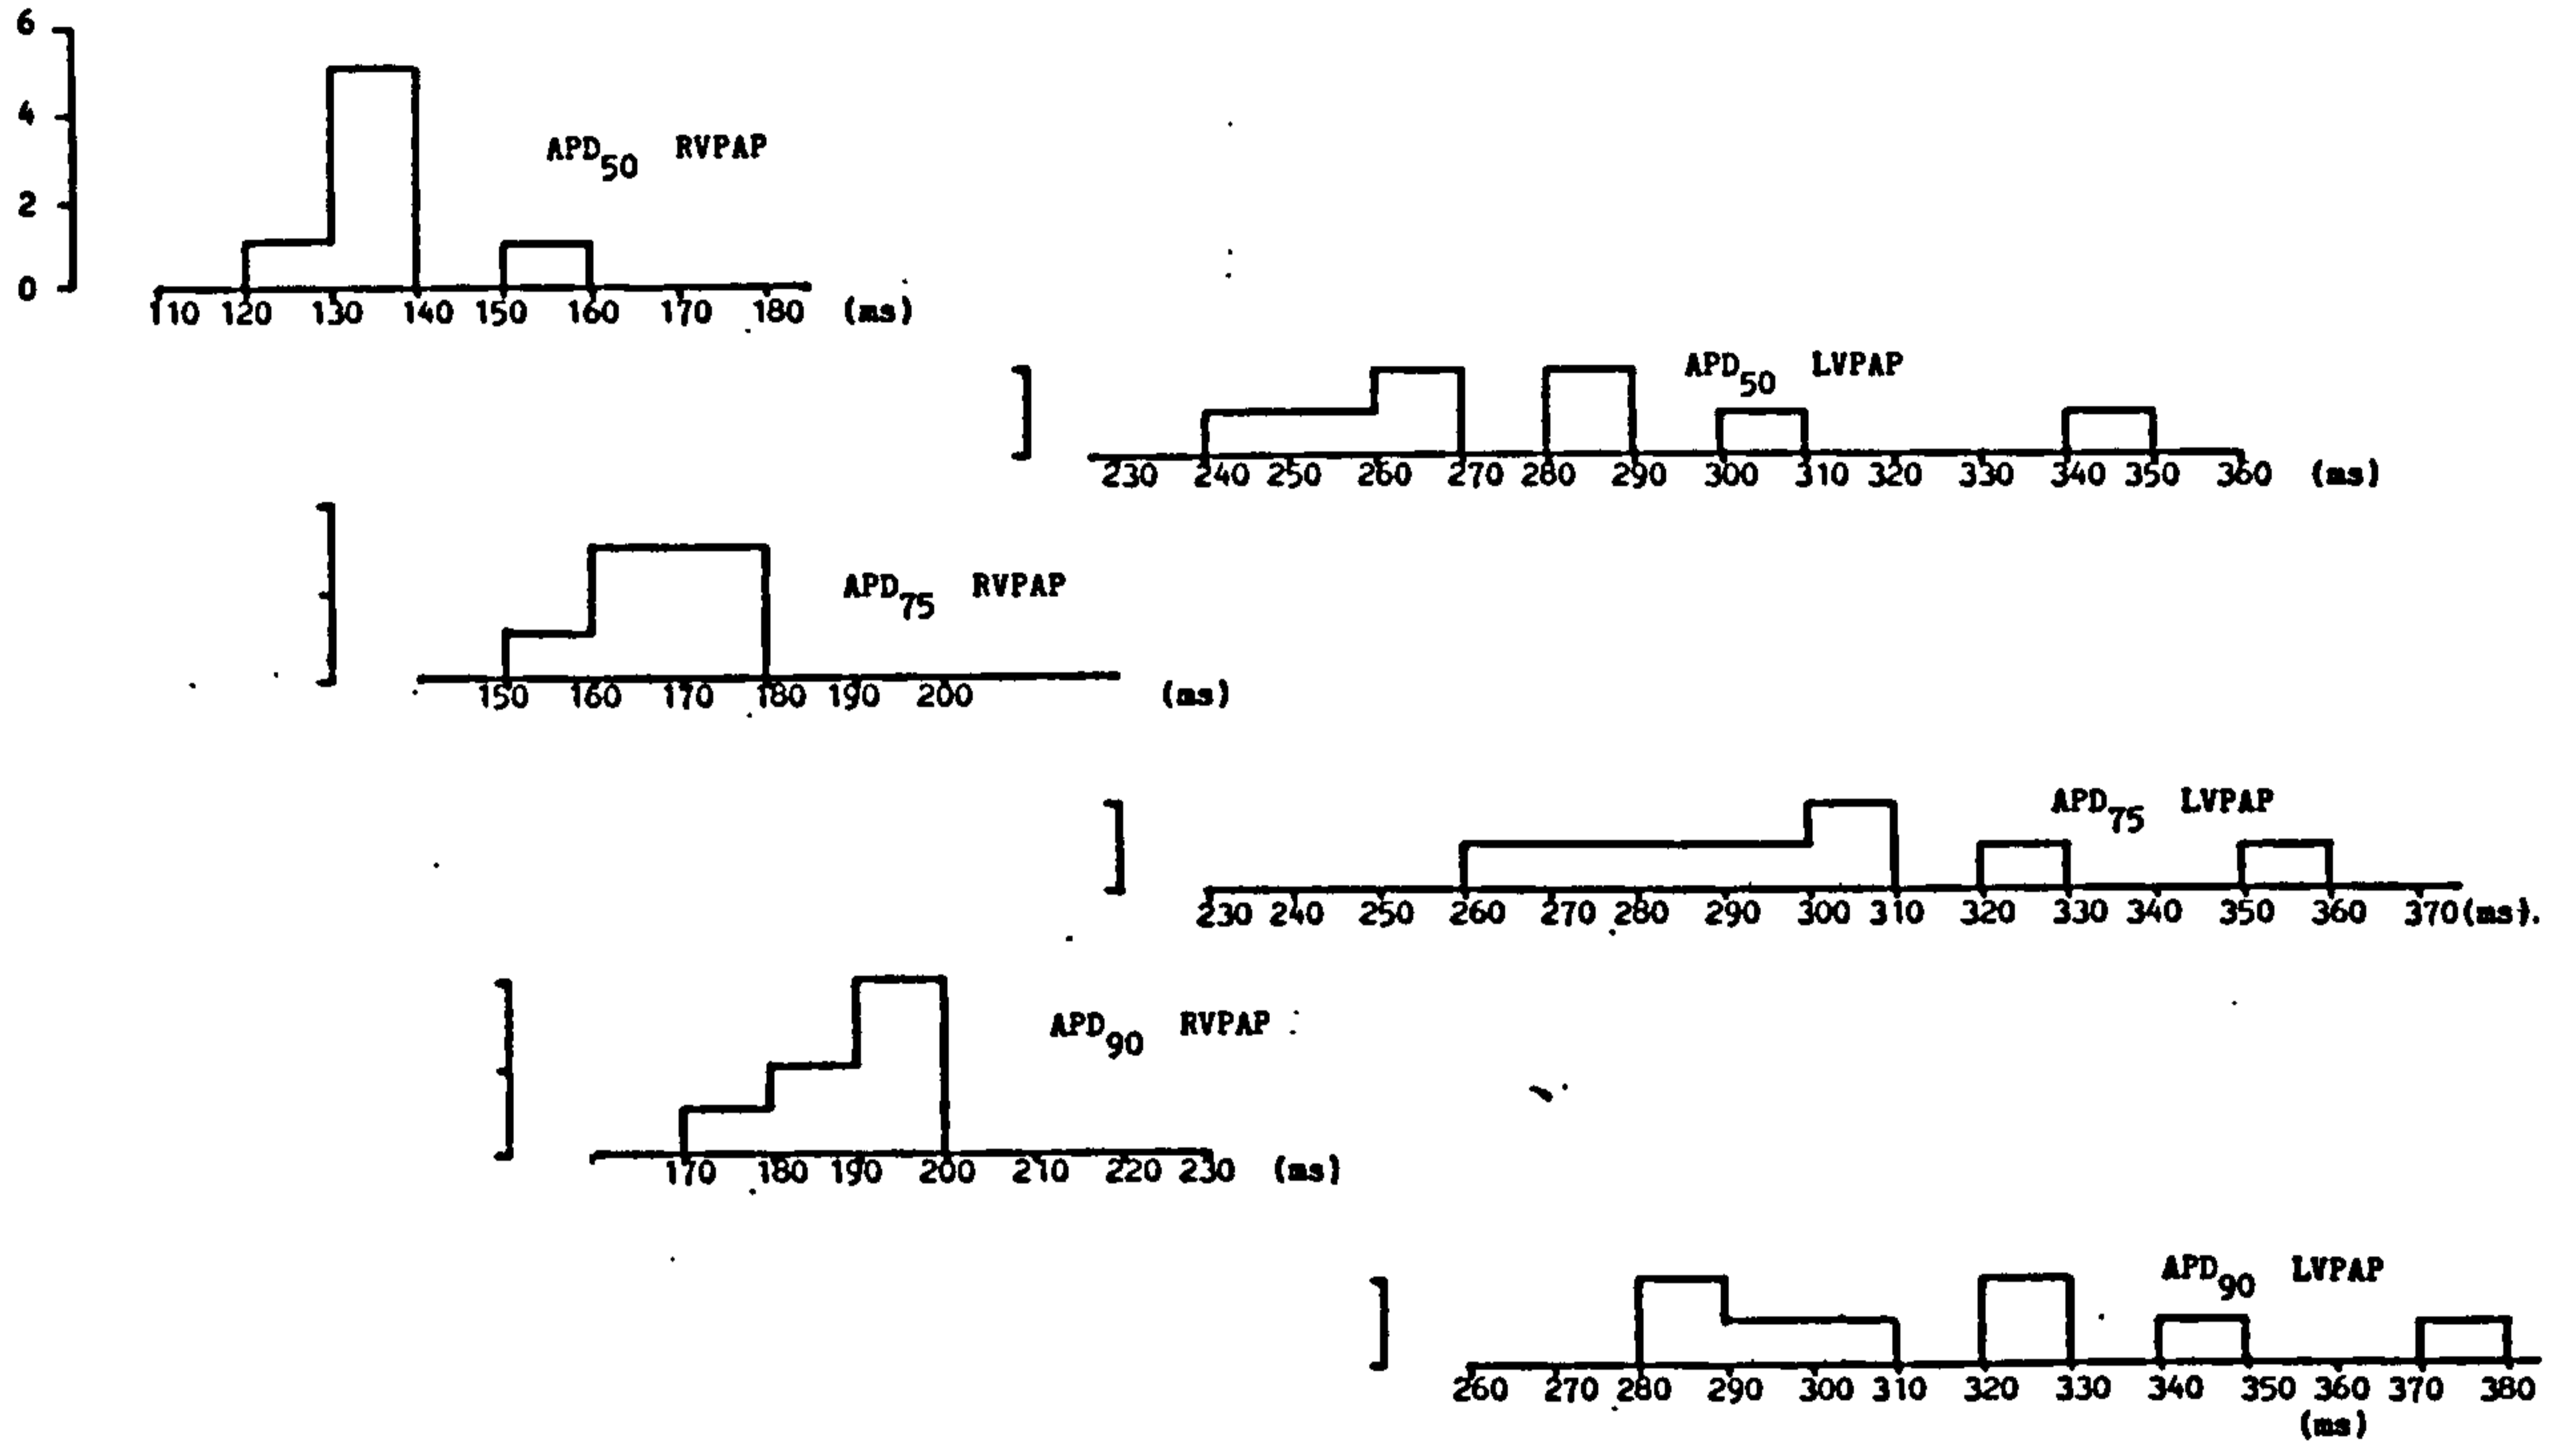 6
4
APD50 RVPAP
2
0
110 120 130 140 150 160 170 180 (ms)
APD50 LVPAP
230 240 250 260 270 280 290 300 310 320 330 340 350 360 (ms)
APD75 RVPAP
150 160 170 180 190 200 (ms)
APD75 LVPAP
230 240 250 260 270 280 290 300 310 320 330 340 350 360 370(ms).
APD90 RVPAP
170 180 190 200 210 220 230 (ms)
APD90 LVPAP
260 270 280 290 300 310 320 330 340 350 360 370 380
(ms)